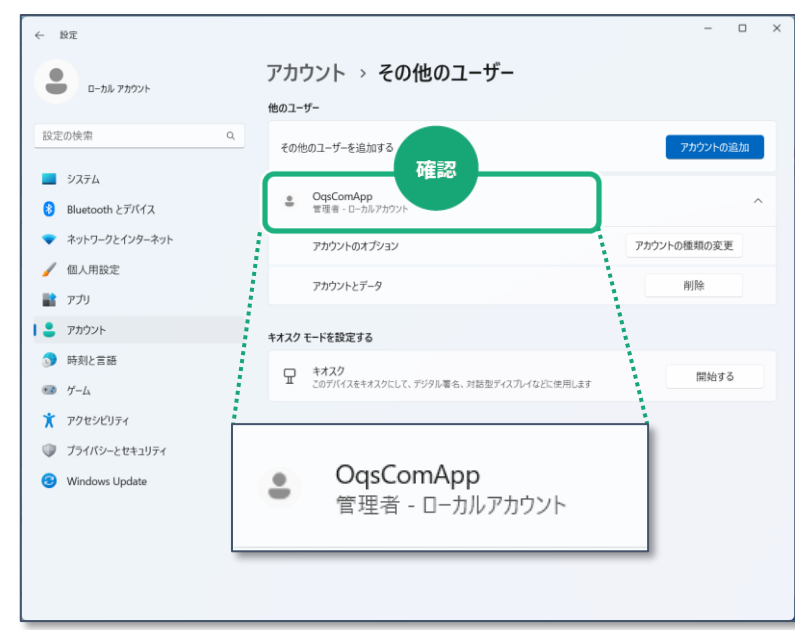 設定
ローカル アカウント
設定の検索
システム
Bluetooth とデバイス
ネットワークとインターネット
個人用設定
アプリ
アカウント
時刻と言語
ゲーム
アクセシビリティ
プライバシーとセキュリティ
Windows Update
アカウント › その他のユーザー
他のユーザー
その他のユーザーを追加する
アカウントの追加
確認
OqsComApp
管理者 - ローカルアカウント
アカウントのオプション
アカウントの種類の変更
アカウントとデータ
削除
キオスク モードを設定する
キオスク
このデバイスをキオスクにして、デジタル署名、対話型ディスプレイなどに使用します
開始する
OqsComApp
管理者 - ローカルアカウント